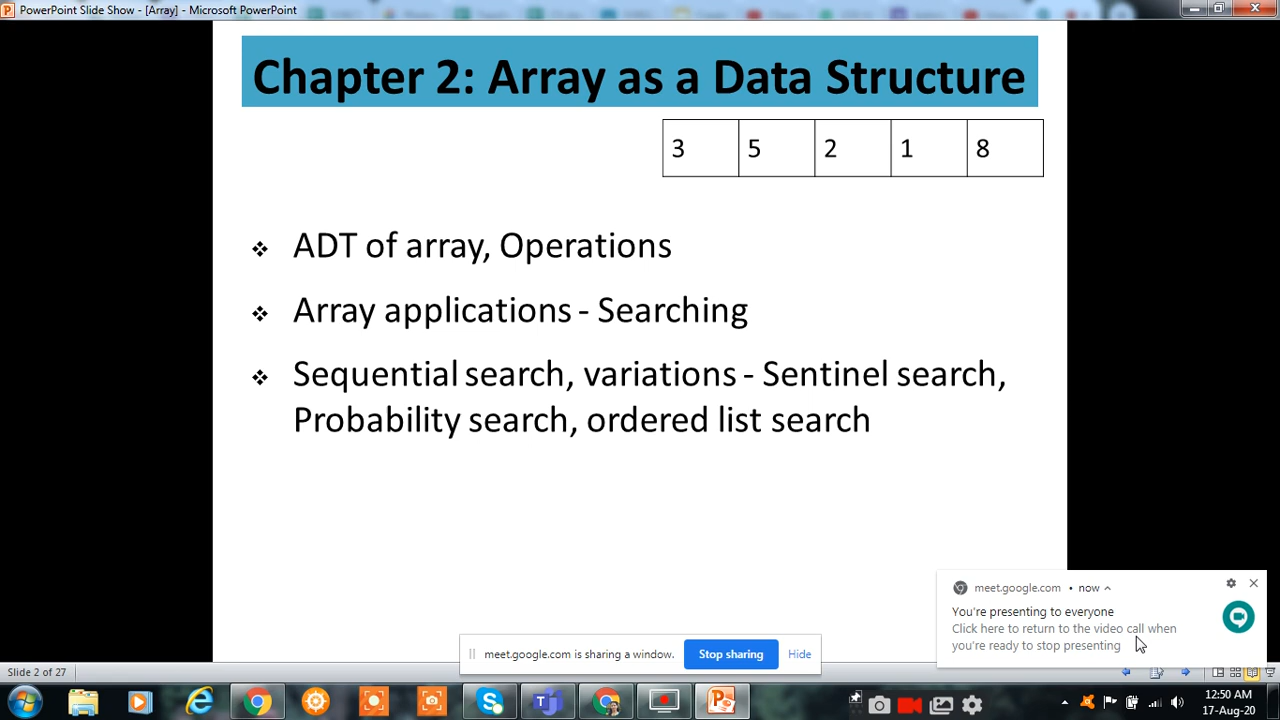 PowerPoint Slide Show - [Array] - Microsoft PowerPoint
Chapter 2: Array as a Data Structure
3 5 2 1 8
❖ ADT of array, Operations
❖ Array applications - Searching
❖ Sequential search, variations - Sentinel search,
Probability search, ordered list search
meet.google.com • now
You're presenting to everyone
Click here to return to the video call when
you're ready to stop presenting
meet.google.com is sharing a window.
Stop sharing
Hide
Slide 2 of 27
12:50 AM
17-Aug-20